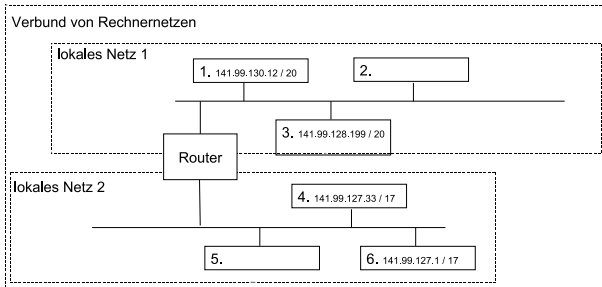 Verbund von Rechnernetzen
lokales Netz 1
1. 141.99.130.12 / 20
2.
3. 141.99.128.199 / 20
Router
lokales Netz 2
4. 141.99.127.33 / 17
5.
6. 141.99.127.1 / 17